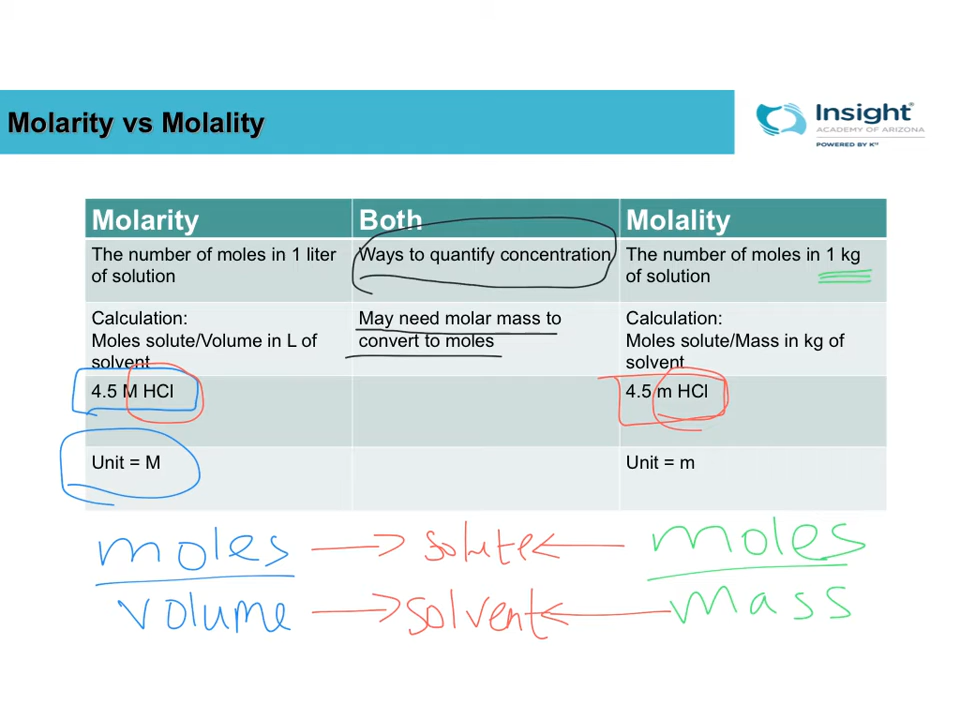 Molarity vs Molality
Insight
ACADEMY OF ARIZONA
POWERED BY K¹²
Molarity
Both
Molality
The number of moles in 1 liter
of solution
Ways to quantify concentration
The number of moles in 1 kg
of solution
Calculation:
Moles solute/Volume in L of
solvent
May need molar mass to
convert to moles
Calculation:
Moles solute/Mass in kg of
solvent
4.5 M HCl
4.5 m HCl
Unit = M
Unit = m
moles → solute ← moles
volume → solvent ← mass